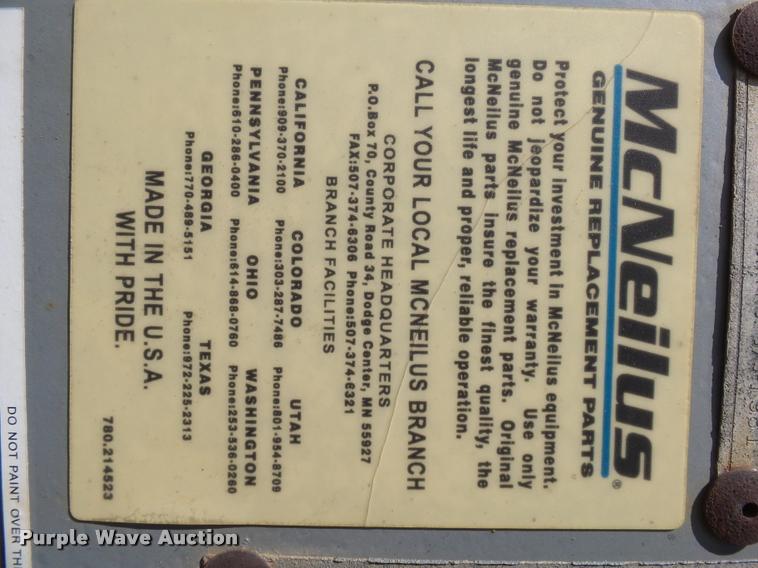 McNeilus®
GENUINE REPLACEMENT PARTS
Protect your investment in McNeilus equipment.
Do not jeopardize your warranty. Use only
genuine McNeilus replacement parts. Original
McNeilus parts insure the finest quality, the
longest life and proper, reliable operation.
CALL YOUR LOCAL MCNEILUS BRANCH
CORPORATE HEADQUARTERS
P.O.Box 70, County Road 34, Dodge Center, MN 55927
FAX:507-374-6306 Phone:507-374-6321
BRANCH FACILITIES
CALIFORNIA COLORADO UTAH
Phone:909-370-2100 Phone:303-287-7486 Phone:801-954-8709
PENNSYLVANIA OHIO WASHINGTON
Phone:610-286-0400 Phone:614-868-0760 Phone:253-536-0260
GEORGIA TEXAS
Phone:770-489-5151 Phone:972-225-2313
MADE IN THE U.S.A.
WITH PRIDE.
780.214523
DO NOT PAINT OVER
Purple Wave Auction